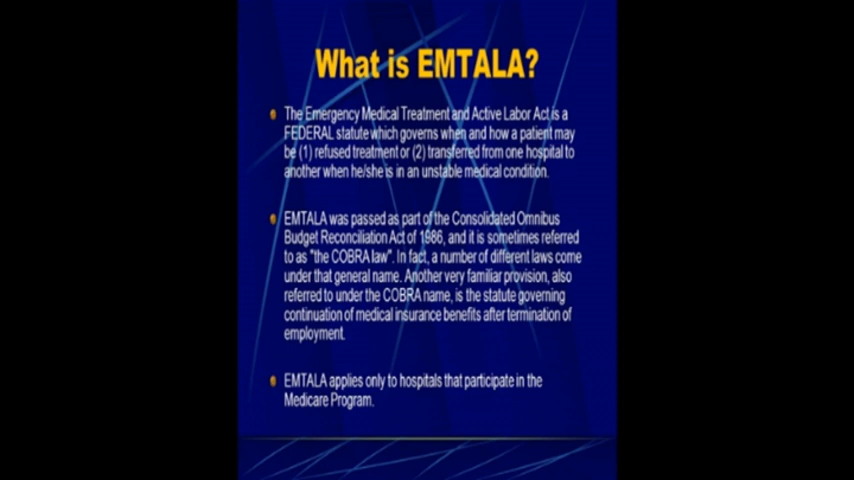 What is EMTALA?
The Emergency Medical Treatment and Active Labor Act is a
FEDERAL statute which governs when and how a patient may
be (1) refused treatment or (2) transferred from one hospital to
another when he/she is in an unstable medical condition.
EMTALA was passed as part of the Consolidated Omnibus
Budget Reconciliation Act of 1986, and it is sometimes referred
to as "the COBRA law". In fact, a number of different laws come
under that general name. Another very familiar provision, also
referred to under the COBRA name, is the statute governing
continuation of medical insurance benefits after termination of
employment.
EMTALA applies only to hospitals that participate in the
Medicare Program.